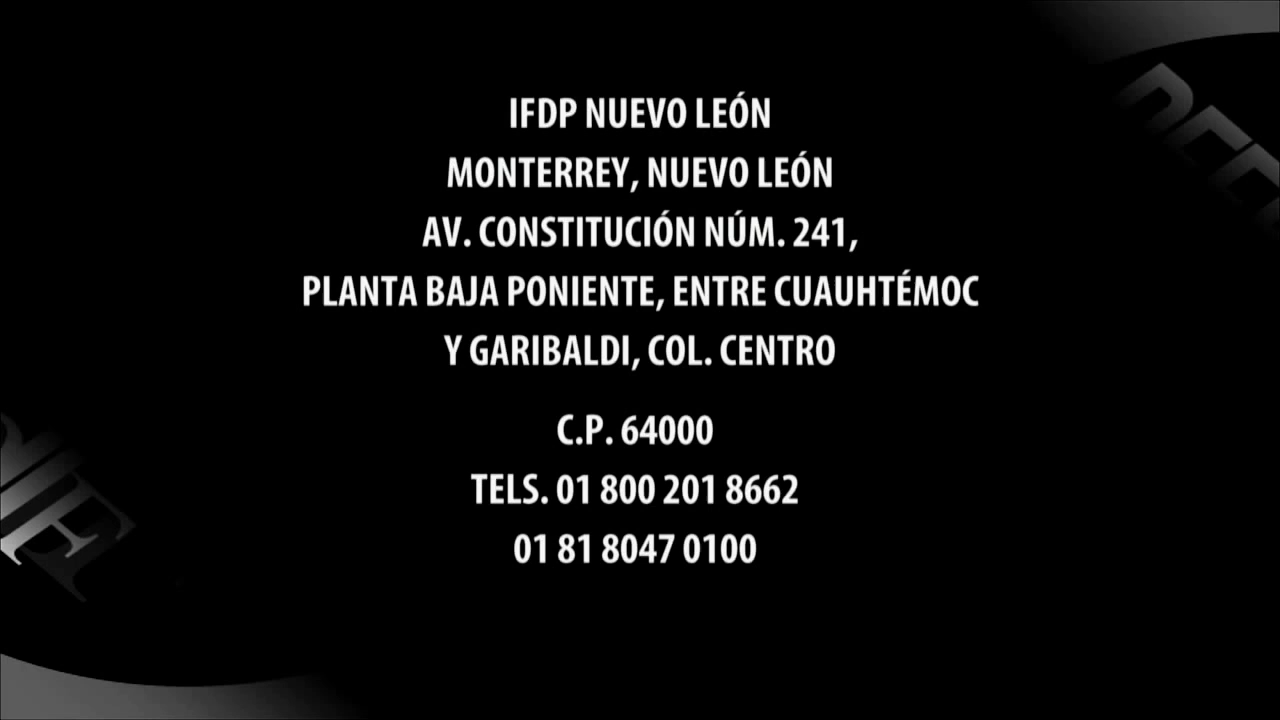 IFDP NUEVO LEÓN
MONTERREY, NUEVO LEÓN
AV. CONSTITUCIÓN NÚM. 241,
PLANTA BAJA PONIENTE, ENTRE CUAUHTÉMOC
Y GARIBALDI, COL. CENTRO
C.P. 64000
TELS. 01 800 201 8662
01 81 8047 0100